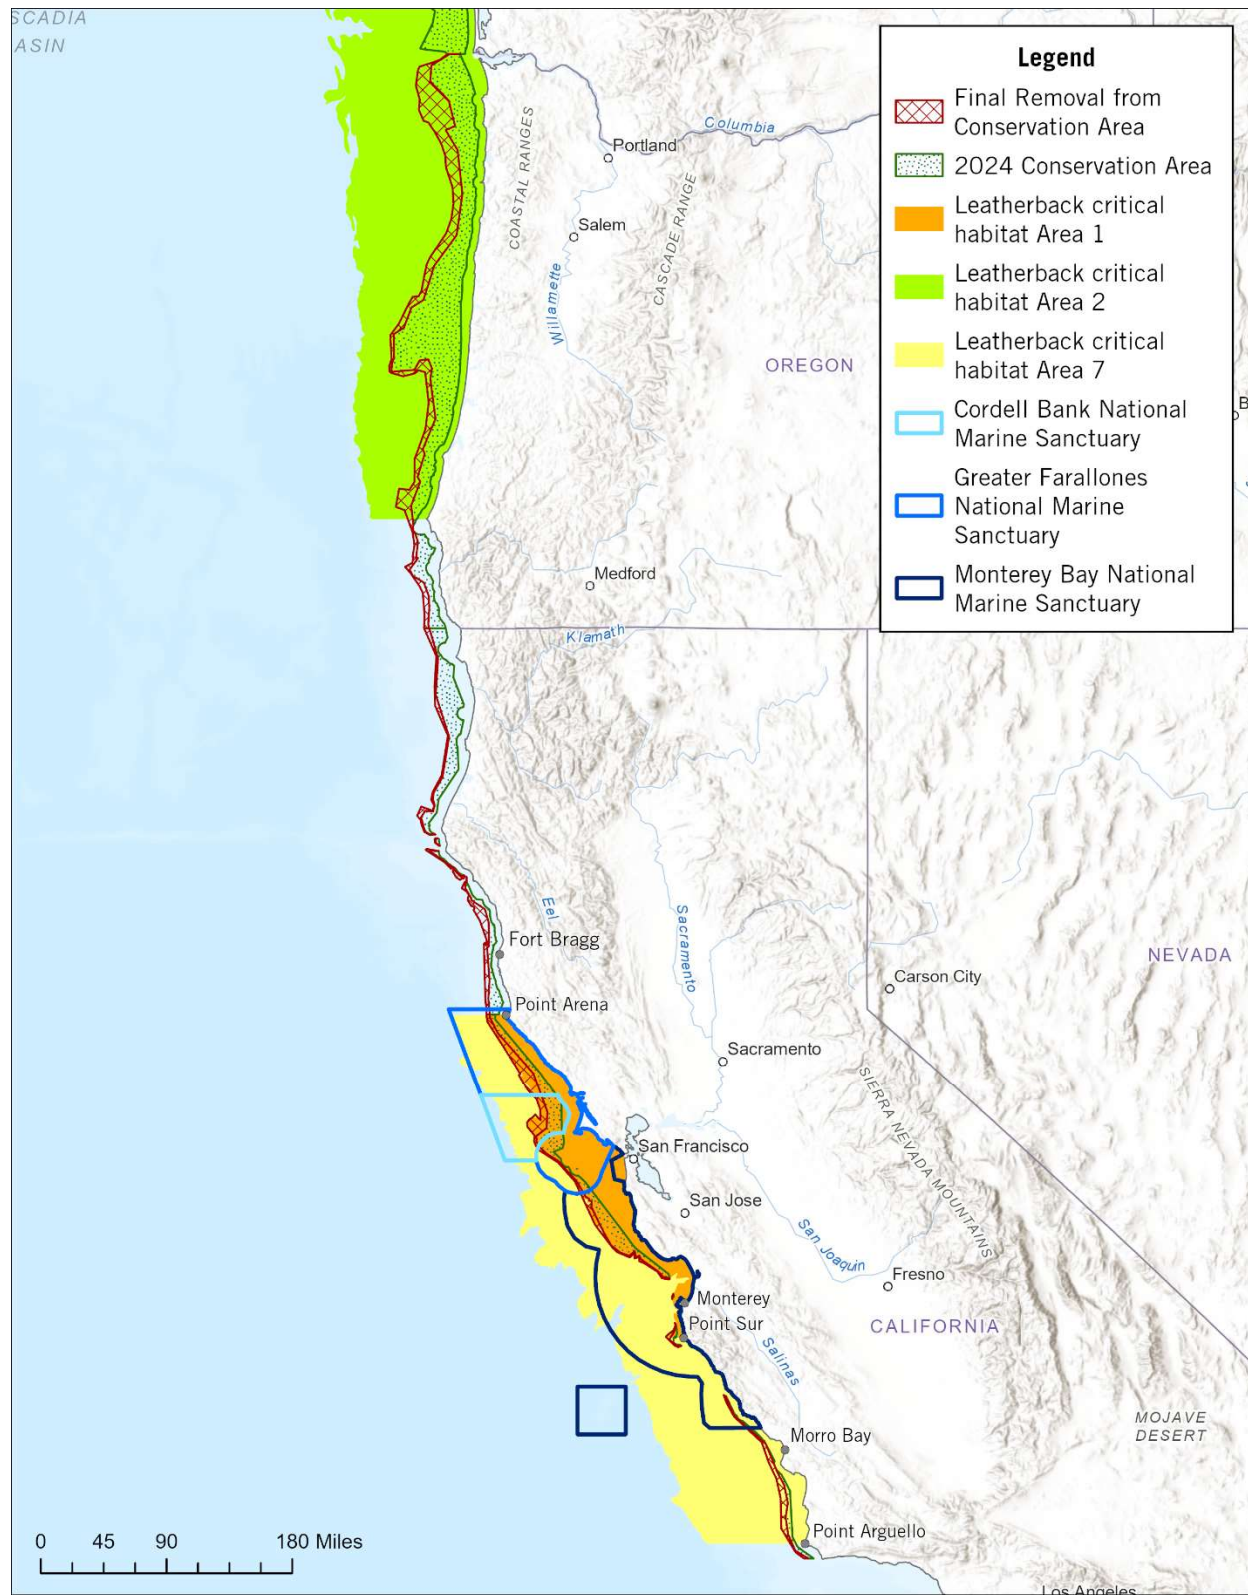 SCADIA
ASIN
Legend
Final Removal from
Conservation Area
2024 Conservation Area
Leatherback critical
habitat Area 1
Leatherback critical
habitat Area 2
Leatherback critical
habitat Area 7
Cordell Bank National
Marine Sanctuary
Greater Farallones
National Marine
Sanctuary
Monterey Bay National
Marine Sanctuary
COASTAL RANGES
Columbia
Portland
Salem
CASCADE RANGE
Willamette
OREGON
B
Medford
Klamath
Eel
Sacramento
Fort Bragg
NEVADA
Carson City
Point Arena
Sacramento
SIERRA NEVADA MOUNTAINS
San Francisco
San Jose
San Joaquin
Fresno
Monterey
Point Sur
CALIFORNIA
Salinas
MOJAVE
DESERT
Morro Bay
Point Arguello
0 45 90 180 Miles
Los Angeles